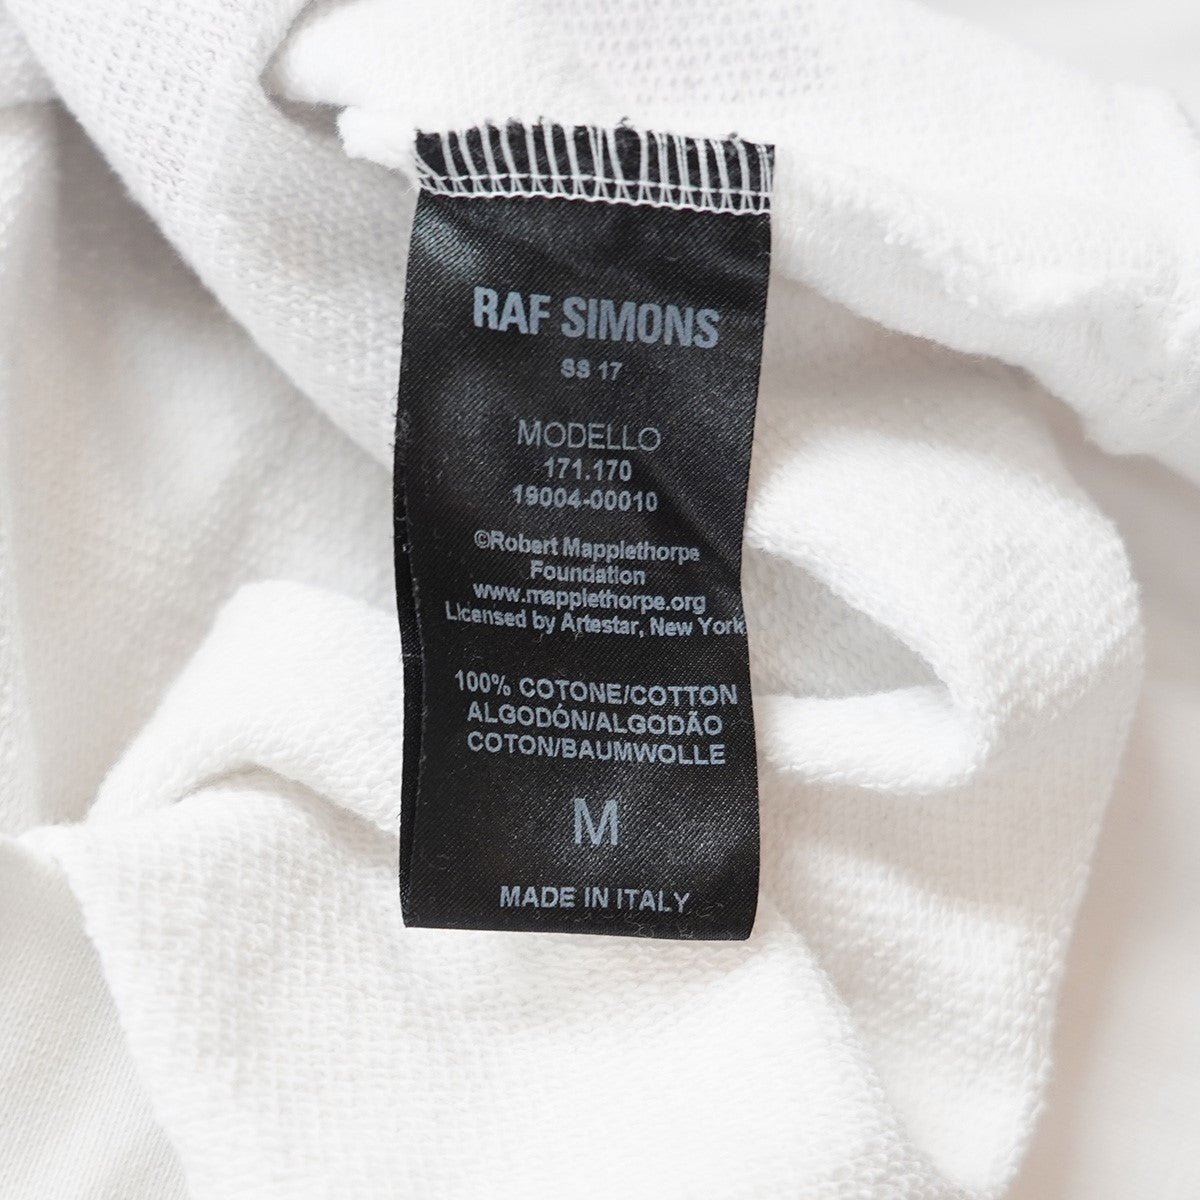 RAF SIMONS
SS 17
MODELLO
171.170
19004-00010
©Robert Mapplethorpe
Foundation
www.mapplethorpe.org
Licensed by Artestar, New York
100% COTONE/COTTON
ALGODÓN/ALGODÃO
COTON/BAUMWOLLE
M
MADE IN ITALY